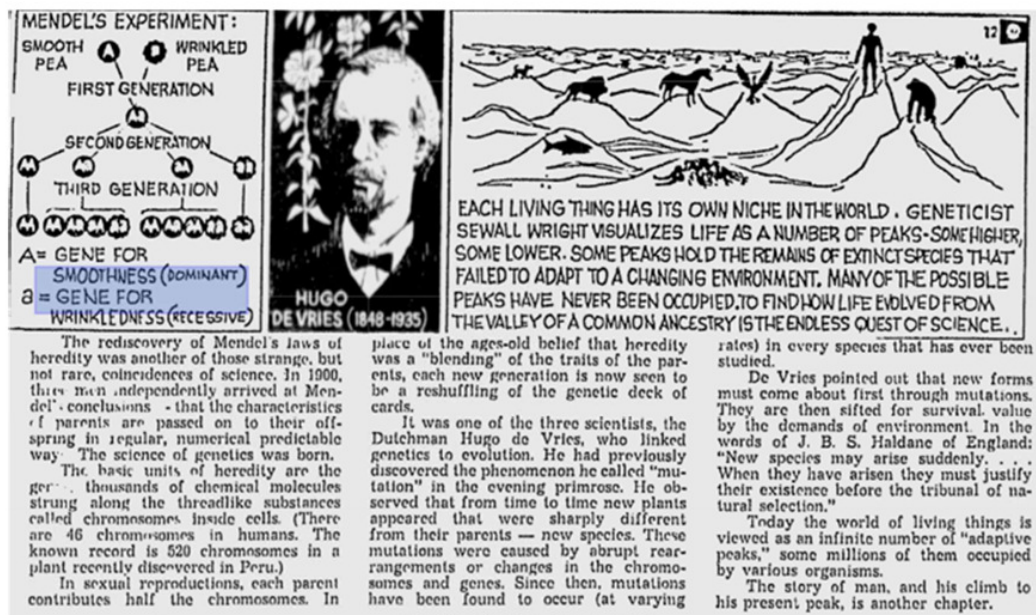 MENDEL'S EXPERIMENT:
SMOOTH PEA
A
WRINKLED PEA
FIRST GENERATION
SECOND GENERATION
THIRD GENERATION
A = GENE FOR
SMOOTHNESS (DOMINANT)
a = GENE FOR
WRINKLEDNESS (RECESSIVE)
HUGO
DE VRIES (1848-1935)
12
EACH LIVING THING HAS ITS OWN NICHE IN THE WORLD. GENETICIST
SEWALL WRIGHT VISUALIZES LIFE AS A NUMBER OF PEAKS-SOME HIGHER,
SOME LOWER. SOME PEAKS HOLD THE REMAINS OF EXTINCT SPECIES THAT
FAILED TO ADAPT TO A CHANGING ENVIRONMENT. MANY OF THE POSSIBLE
PEAKS HAVE NEVER BEEN OCCUPIED. TO FIND HOW LIFE EVOLVED FROM
THE VALLEY OF A COMMON ANCESTRY IS THE ENDLESS QUEST OF SCIENCE..
The rediscovery of Mendel's laws of
heredity was another of those strange, but
not rare, coincidences of science. In 1900,
three men independently arrived at Men-
del's conclusions - that the characteristics
of parents are passed on to their off-
spring in regular, numerical predictable
way. The science of genetics was born.
The basic units of heredity are the
thousands of chemical molecules
strung along the threadlike substances
called chromosomes inside cells. (There
are 46 chromosomes in humans. The
known record is 520 chromosomes in a
plant recently discovered in Peru.)
In sexual reproductions, each parent
contributes half the chromosomes. In
place of the ages-old belief that heredity
was a "blending" of the traits of the par-
ents, each new generation is now seen to
be a reshuffling of the genetic deck of
cards.
It was one of the three scientists, the
Dutchman Hugo de Vries, who linked
genetics to evolution. He had previously
discovered the phenomenon he called "mu-
tation" in the evening primrose. He ob-
served that from time to time new plants
appeared that were sharply different
from their parents — new species. These
mutations were caused by abrupt rear-
rangements or changes in the chromo-
somes and genes. Since then, mutations
have been found to occur (at varying
rates) in every species that has ever been
studied.
De Vries pointed out that new forms
must come about first through mutations.
They are then sifted for survival value
by the demands of environment. In the
words of J. B. S. Haldane of England:
"New species may arise suddenly. . . .
When they have arisen they must justify
their existence before the tribunal of na-
tural selection."
Today the world of living things is
viewed as an infinite number of "adaptive
peaks," some millions of them occupied
by various organisms.
The story of man, and his climb to
his present peak, is another chapter.